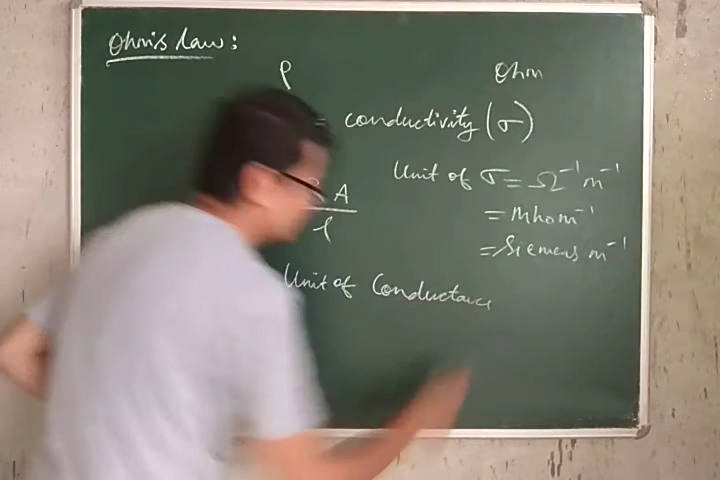 Ohm's law:
ρ
Ohm
= conductivity (σ)
Unit of σ = Ω⁻¹ m⁻¹
A
= Mho m⁻¹
l
= Siemens m⁻¹
Unit of Conductance